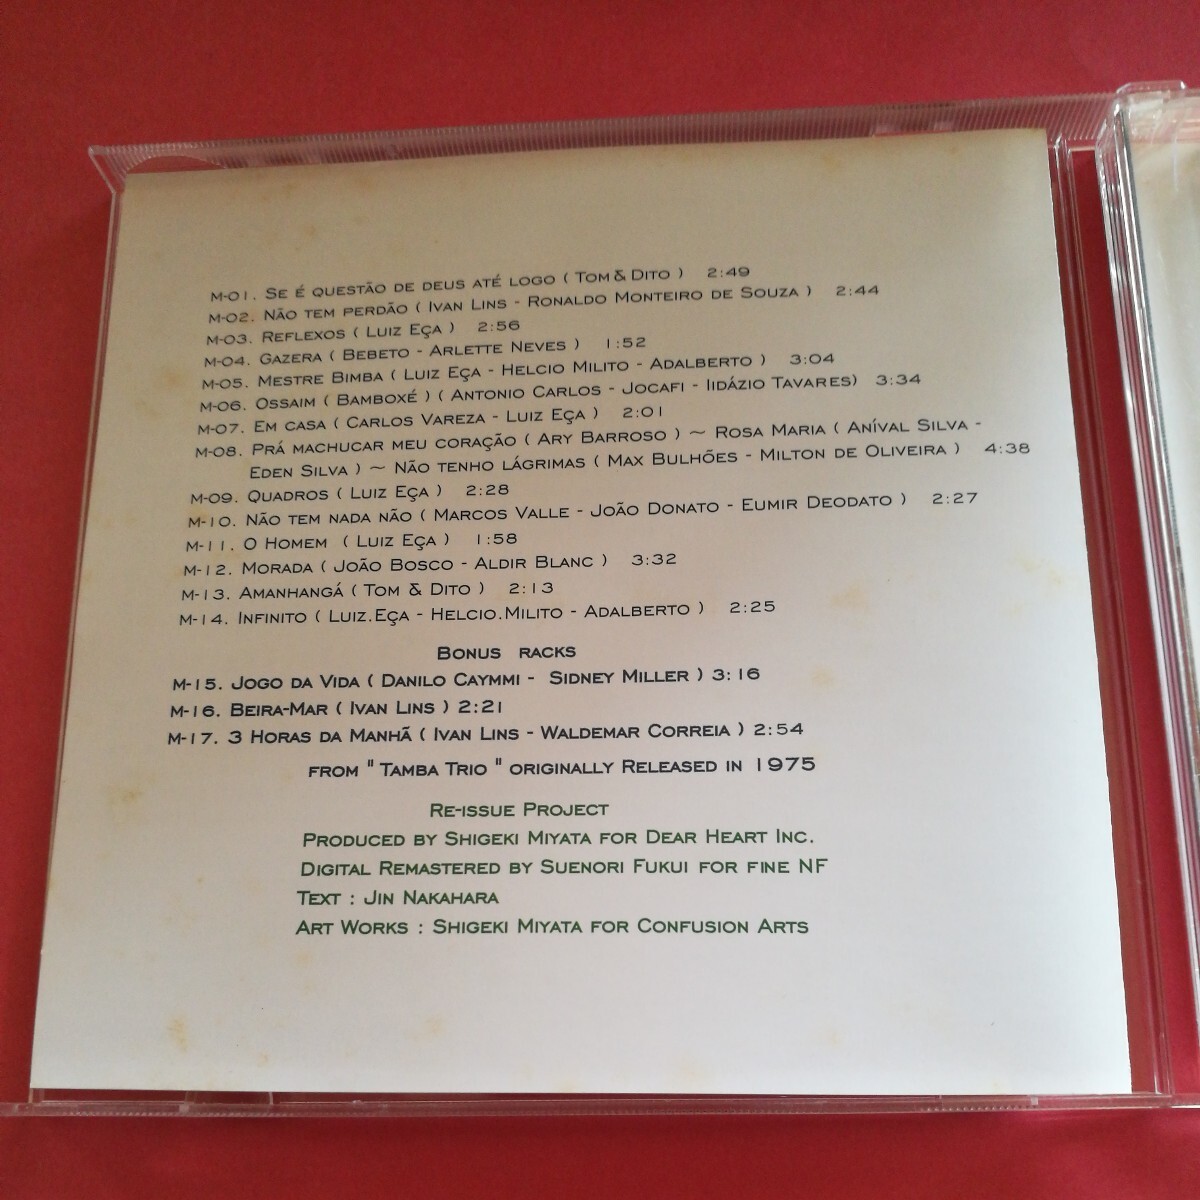 M-01. Se é questão de deus até logo ( Tom & Dito ) 2:49
M-02. Não tem perdão ( Ivan Lins - Ronaldo Monteiro de Souza ) 2:44
M-03. Reflexos ( Luiz Eça ) 2:56
M-04. Gazera ( Bebeto - Arlette Neves ) 1:52
M-05. Mestre Bimba ( Luiz Eça - Helcio Milito - Adalberto ) 3:04
M-06. Ossaim ( Bamboxé ) ( Antonio Carlos - Jocafi - Iidázio Tavares) 3:34
M-07. Em casa ( Carlos Vareza - Luiz Eça ) 2:01
M-08. Prá machucar meu coração ( Ary Barroso ) ~ Rosa Maria ( Aníval Silva -
Eden Silva ) ~ Não tenho lágrimas ( Max Bulhões - Milton de Oliveira ) 4:38
M-09. Quadros ( Luiz Eça ) 2:28
M-10. Não tem nada não ( Marcos Valle - João Donato - Eumir Deodato ) 2:27
M-11. O Homem ( Luiz Eça ) 1:58
M-12. Morada ( João Bosco - Aldir Blanc ) 3:32
M-13. Amanhangá ( Tom & Dito ) 2:13
M-14. Infinito ( Luiz.Eça - Helcio.Milito - Adalberto ) 2:25
Bonus racks
M-15. Jogo da Vida ( Danilo Caymmi - Sidney Miller ) 3:16
M-16. Beira-Mar ( Ivan Lins ) 2:21
M-17. 3 Horas da Manhã ( Ivan Lins - Waldemar Correia ) 2:54
from " Tamba Trio " originally Released in 1975
Re-issue Project
Produced by Shigeki Miyata for Dear Heart Inc.
Digital Remastered by Suenori Fukui for fine NF
Text : Jin Nakahara
Art Works : Shigeki Miyata for Confusion Arts